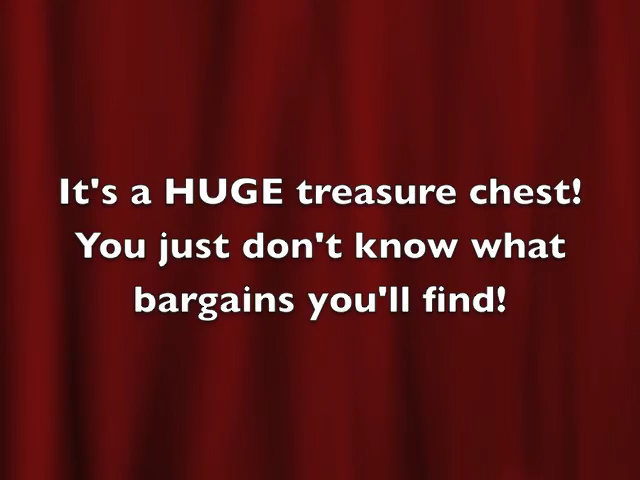 It's a HUGE treasure chest!
You just don't know what
bargains you'll find!